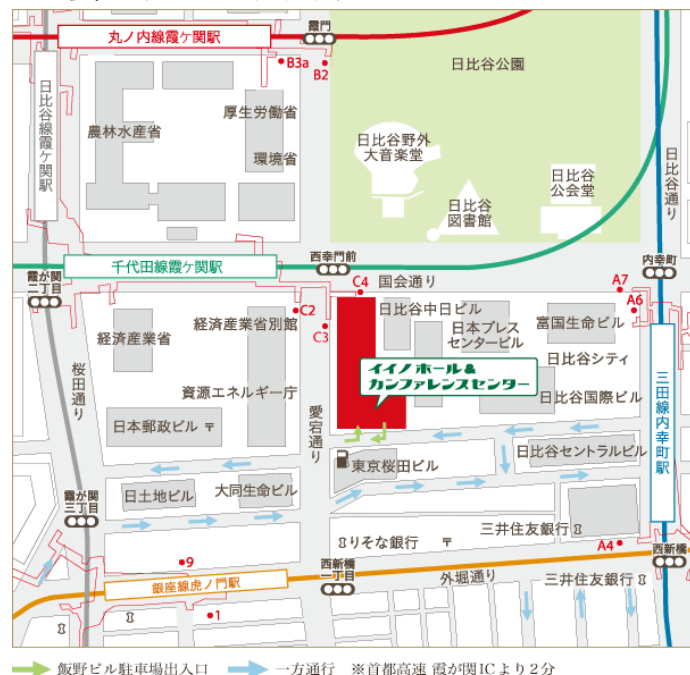 丸ノ内線霞ケ関駅
霞門
B3a
B2
日比谷公園
日比谷線霞ケ関駅
厚生労働省
農林水産省
環境省
日比谷野外
大音楽堂
日比谷
図書館
日比谷
公会堂
日比谷通り
千代田線霞ケ関駅
西幸門前
国会通り
内幸町
霞が関
二丁目
C4
C2
C3
A7
A6
経済産業省
経済産業省別館
日比谷中日ビル
日本プレス
センタービル
富国生命ビル
日比谷シティ
イイノホール&
カンファレンスセンター
桜田通り
資源エネルギー庁
愛宕通り
日比谷国際ビル
三田線内幸町駅
日本郵政ビル 〒
東京桜田ビル
日比谷セントラルビル
日土地ビル
大同生命ビル
霞が関
三丁目
りそな銀行
〒
三井住友銀行
A4
西新橋
9
西新橋
一丁目
銀座線虎ノ門駅
外堀通り
三井住友銀行
1
飯野ビル駐車場出入口
一方通行
※首都高速 霞が関ICより2分